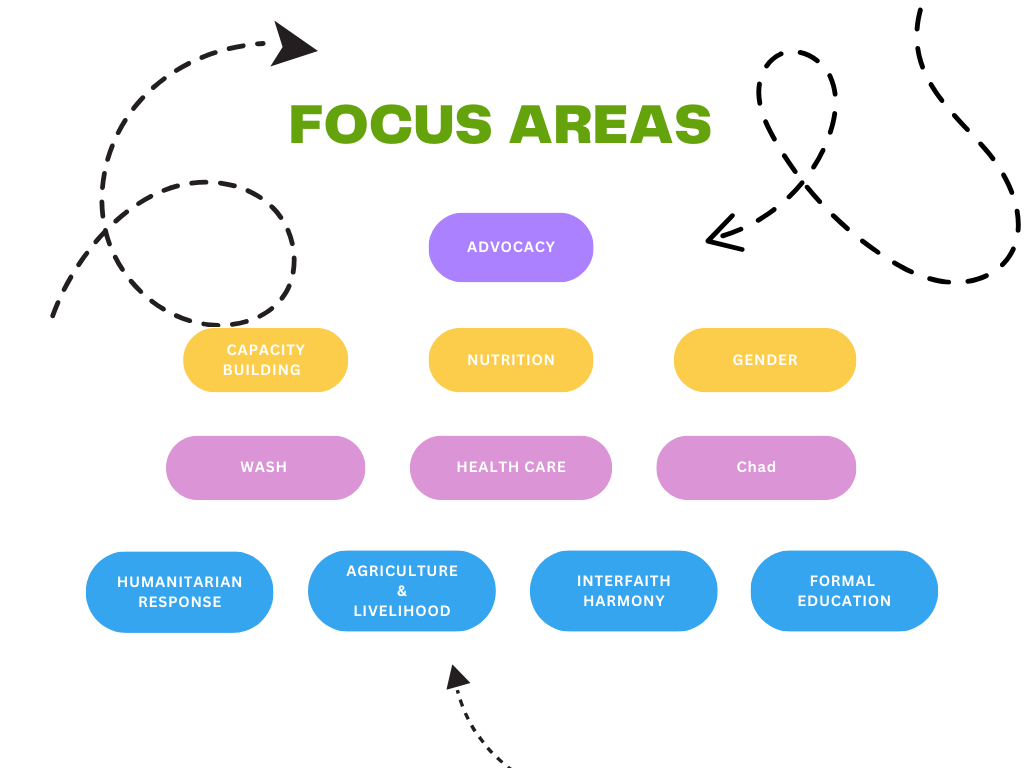 FOCUS AREAS
ADVOCACY
CAPACITY
BUILDING
NUTRITION
GENDER
WASH
HEALTH CARE
Chad
HUMANITARIAN
RESPONSE
AGRICULTURE
&
LIVELIHOOD
INTERFAITH
HARMONY
FORMAL
EDUCATION